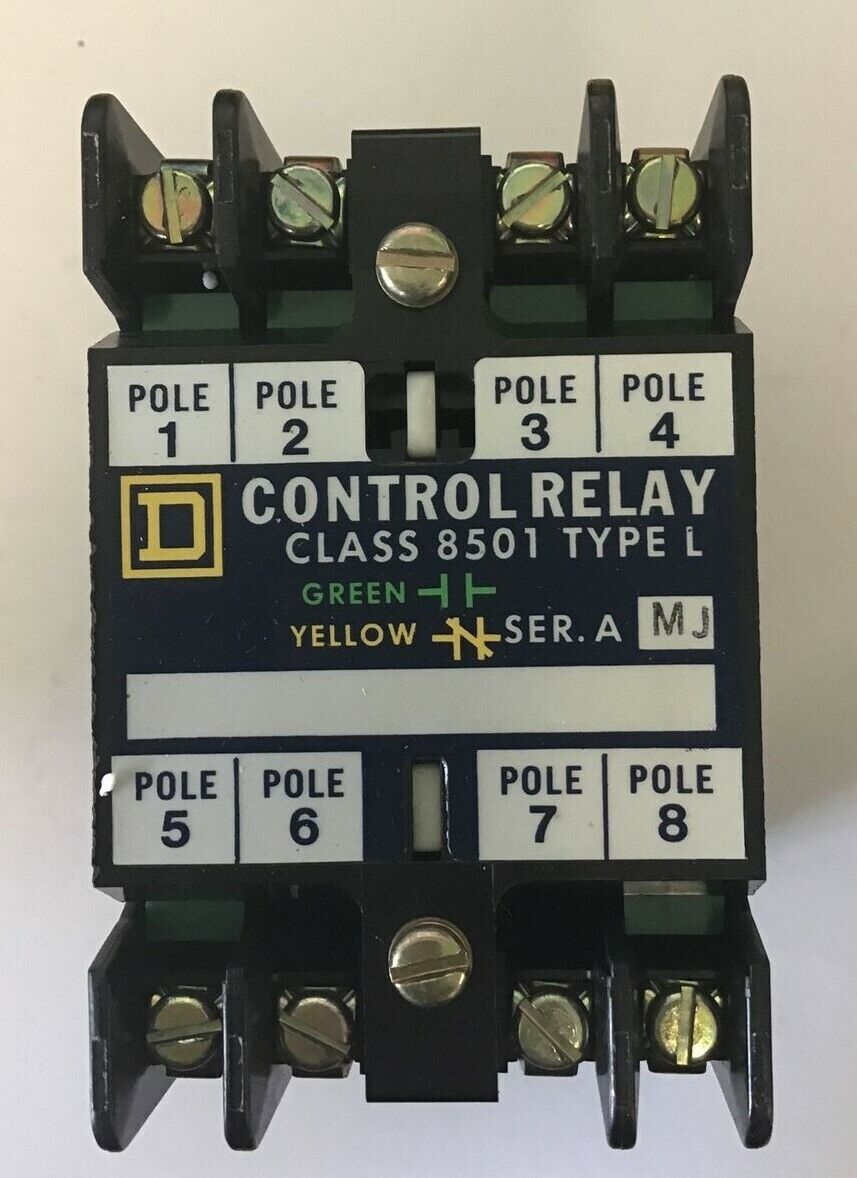 POLE 1 POLE 2 POLE 3 POLE 4
D CONTROL RELAY
CLASS 8501 TYPE L
GREEN
YELLOW SER. A MJ
POLE 5 POLE 6 POLE 7 POLE 8